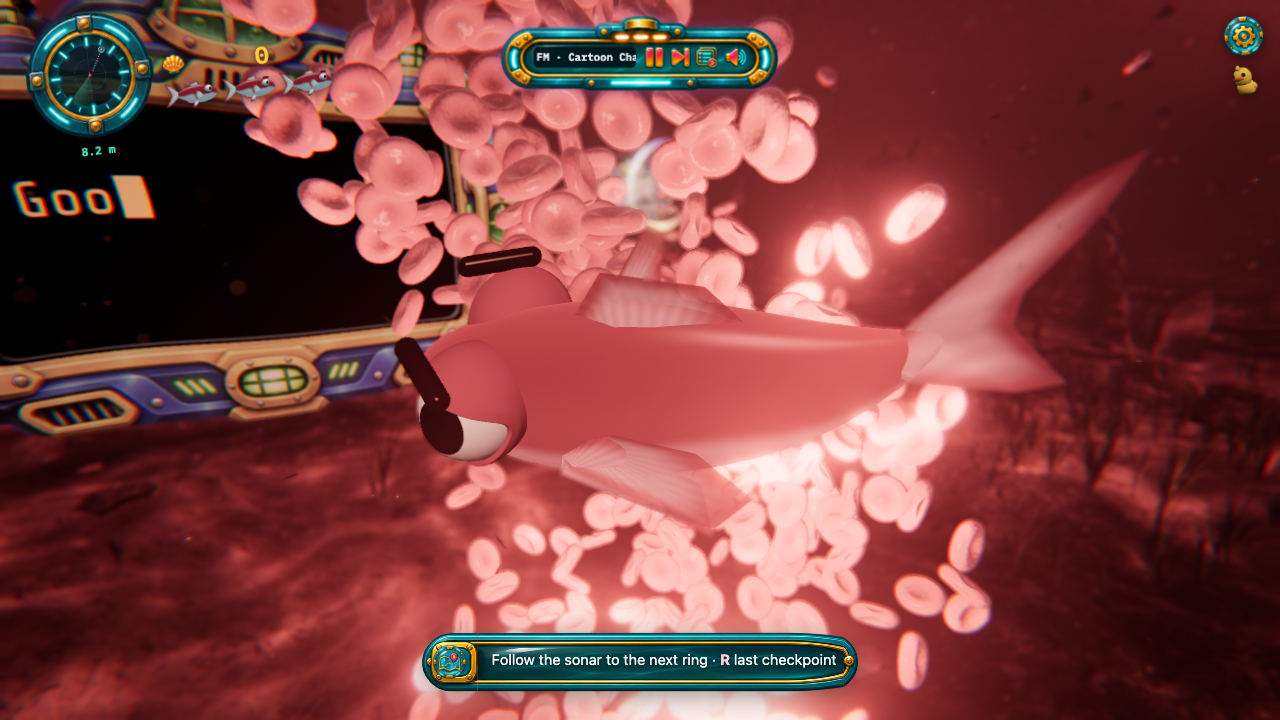 0
FM · Cartoon Cha
8.2 m
Goo
Follow the sonar to the next ring · R last checkpoint